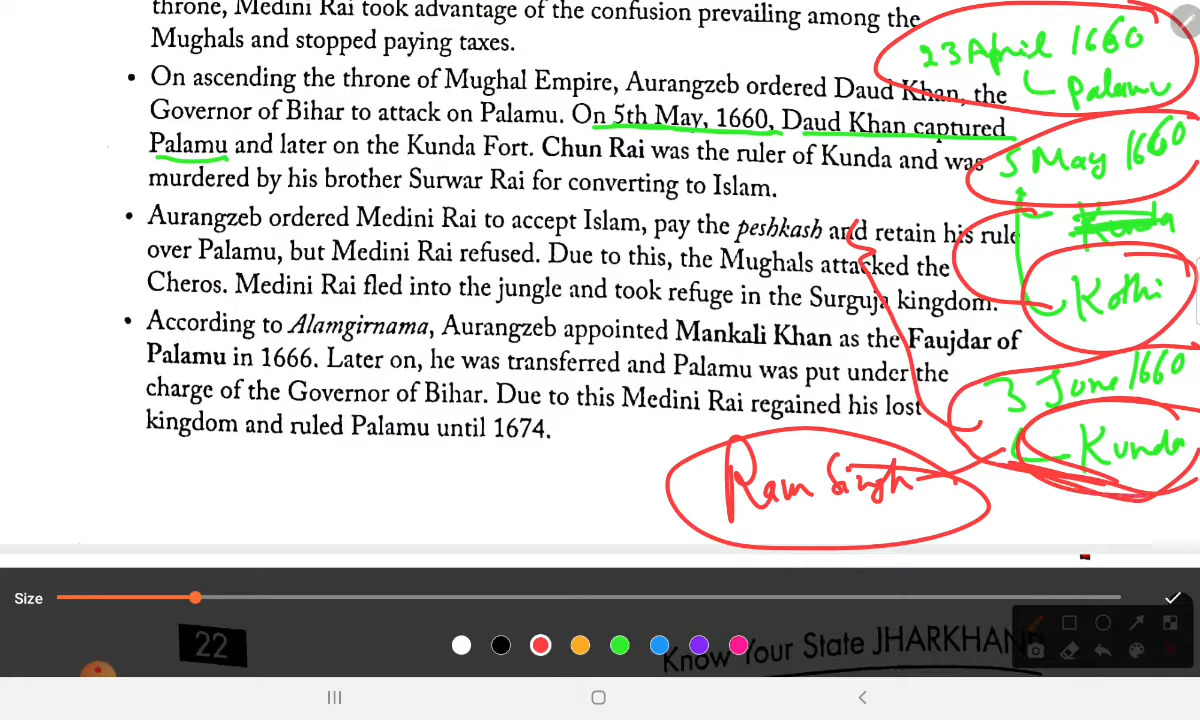 throne, Medini Rai took advantage of the confusion prevailing among the
Mughals and stopped paying taxes.
• On ascending the throne of Mughal Empire, Aurangzeb ordered Daud Khan, the
Governor of Bihar to attack on Palamu. On 5th May, 1660, Daud Khan captured
Palamu and later on the Kunda Fort. Chun Rai was the ruler of Kunda and was
murdered by his brother Surwar Rai for converting to Islam.
• Aurangzeb ordered Medini Rai to accept Islam, pay the peshkash and retain his rule
over Palamu, but Medini Rai refused. Due to this, the Mughals attacked the
Cheros. Medini Rai fled into the jungle and took refuge in the Surguja kingdom.
• According to Alamgirnama, Aurangzeb appointed Mankali Khan as the Faujdar of
Palamu in 1666. Later on, he was transferred and Palamu was put under the
charge of the Governor of Bihar. Due to this Medini Rai regained his lost
kingdom and ruled Palamu until 1674.
23 April 1660
Palamu
5 May 1660
Kunda
Kothi
3 June 1660
Kunda
Ram Singh
Size
22
Know Your State JHARKHAND